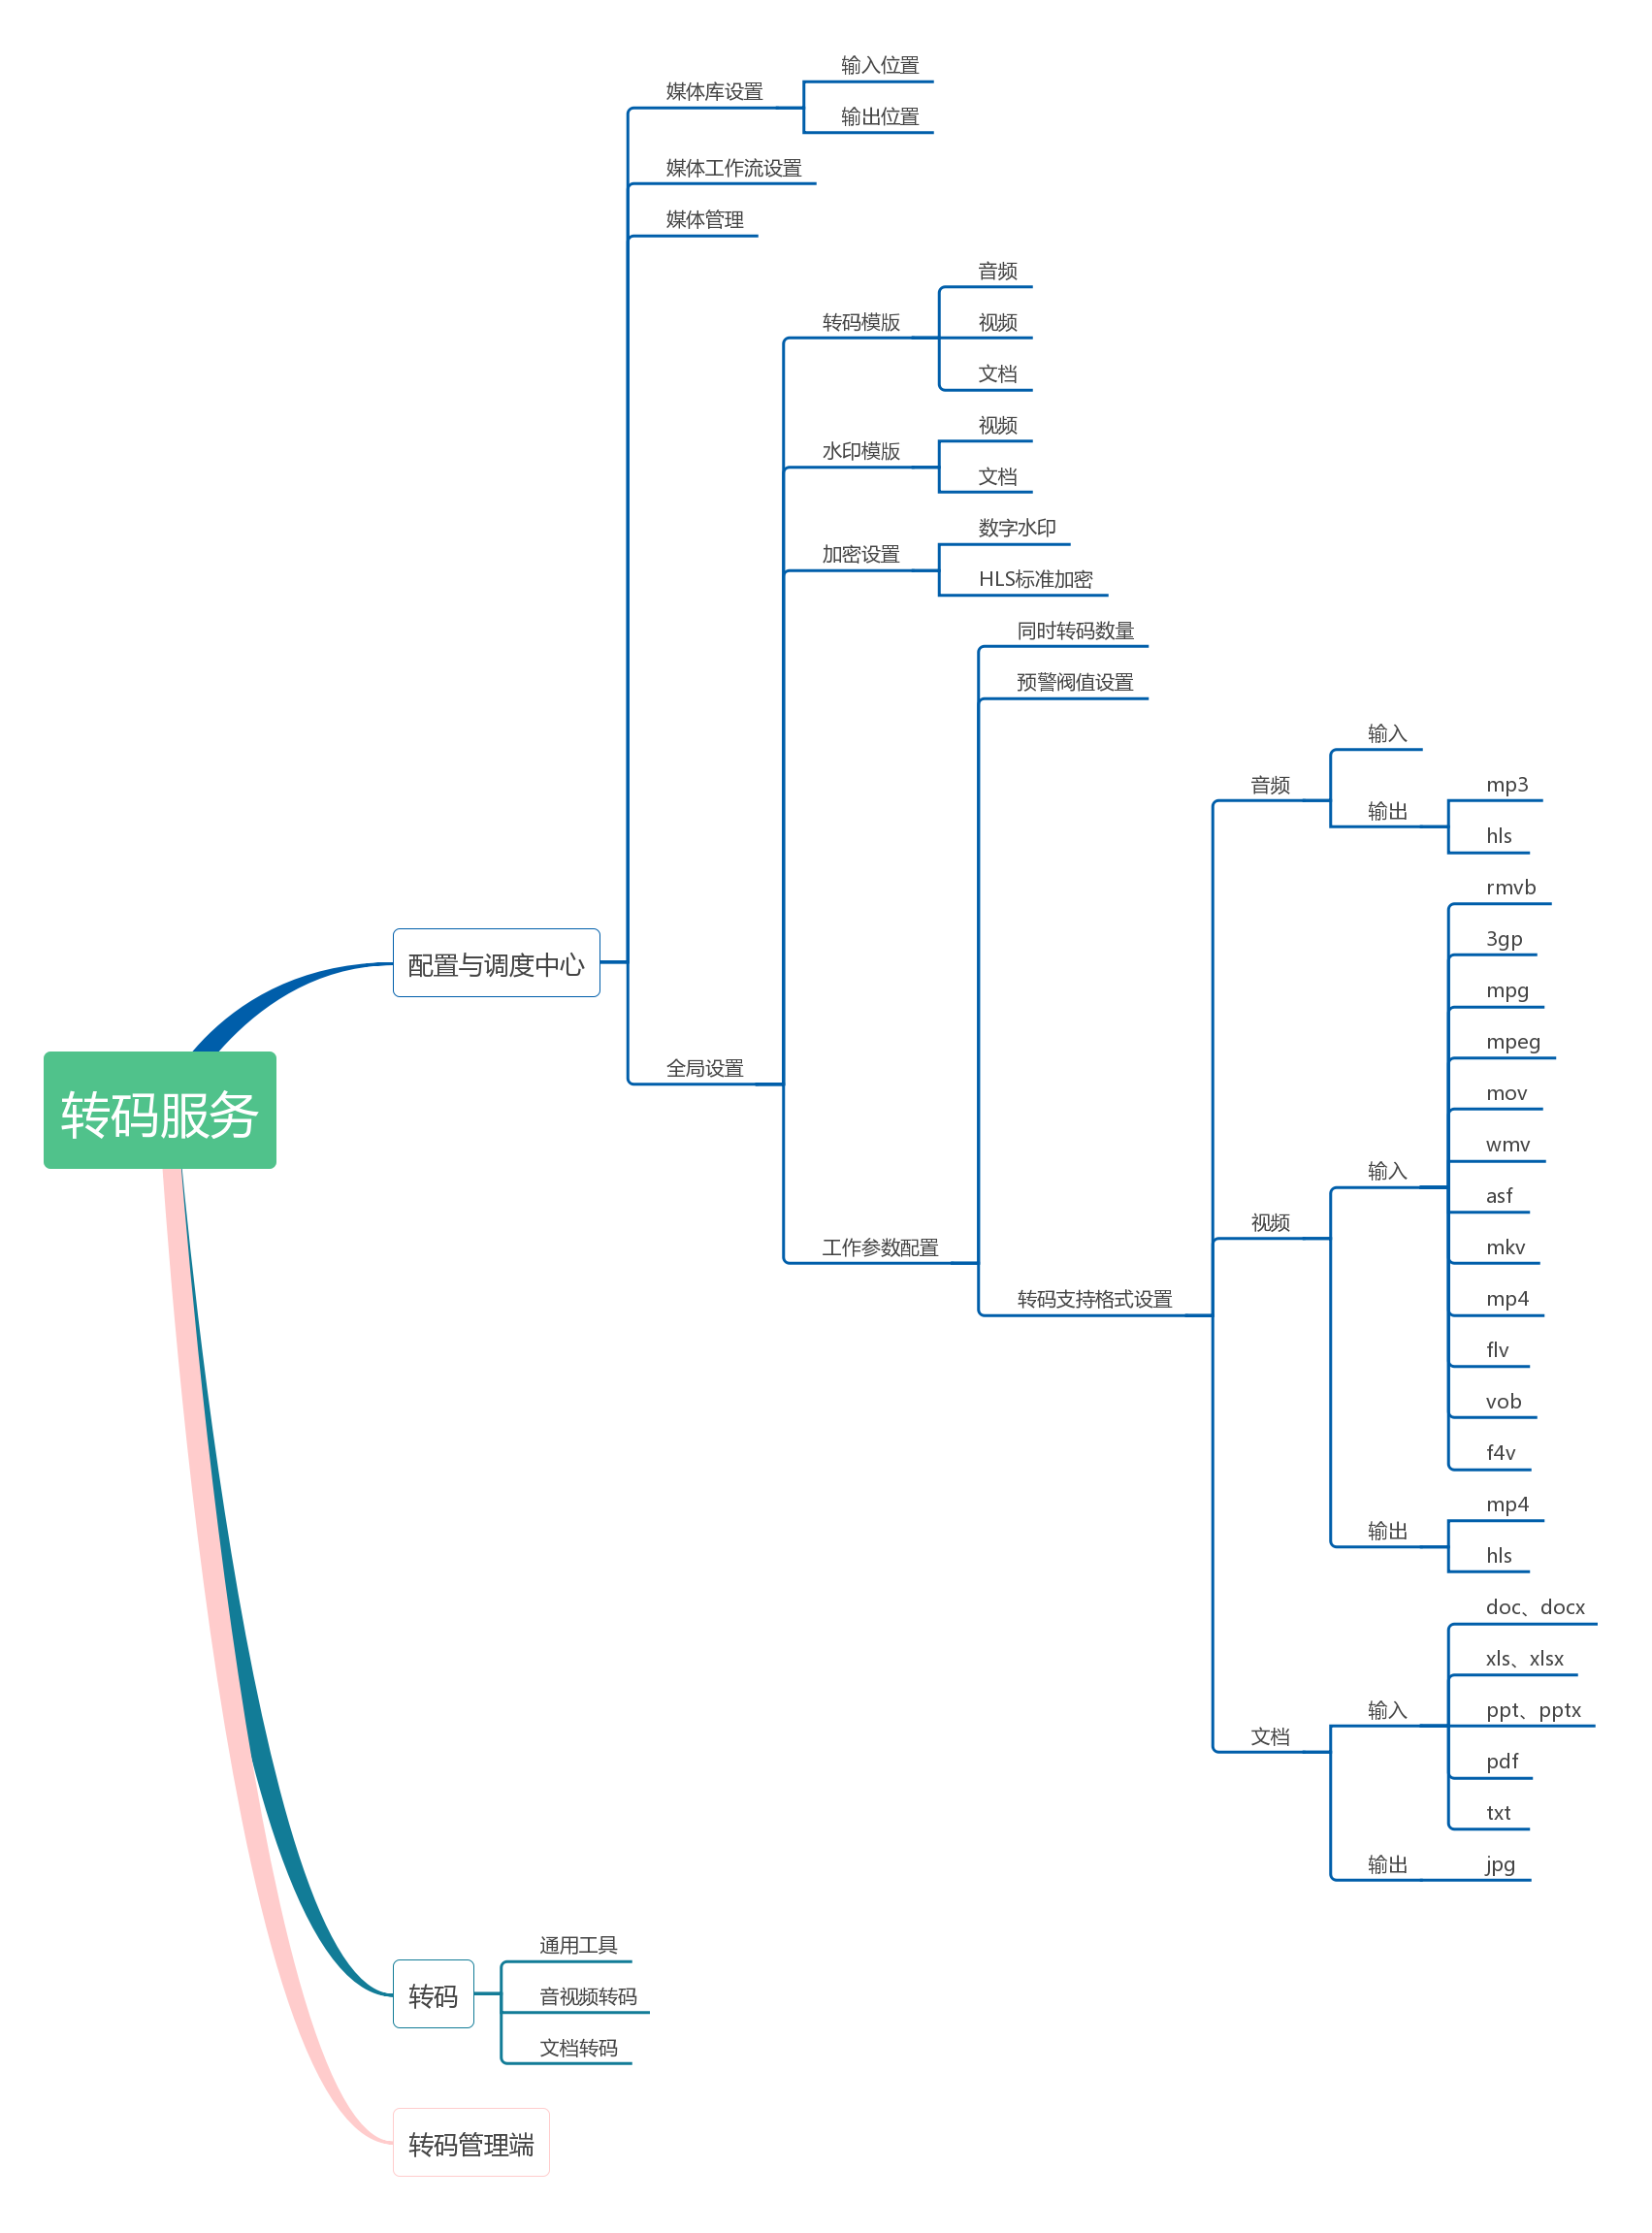 转码服务
配置与调度中心
媒体库设置
输入位置
输出位置
媒体工作流设置
媒体管理
全局设置
转码模版
音频
视频
文档
水印模版
视频
文档
加密设置
数字水印
HLS标准加密
工作参数配置
同时转码数量
预警阀值设置
转码支持格式设置
音频
输入
输出
mp3
hls
视频
输入
rmvb
3gp
mpg
mpeg
mov
wmv
asf
mkv
mp4
flv
vob
f4v
输出
mp4
hls
文档
输入
doc、docx
xls、xlsx
ppt、pptx
pdf
txt
输出
jpg
转码
通用工具
音视频转码
文档转码
转码管理端